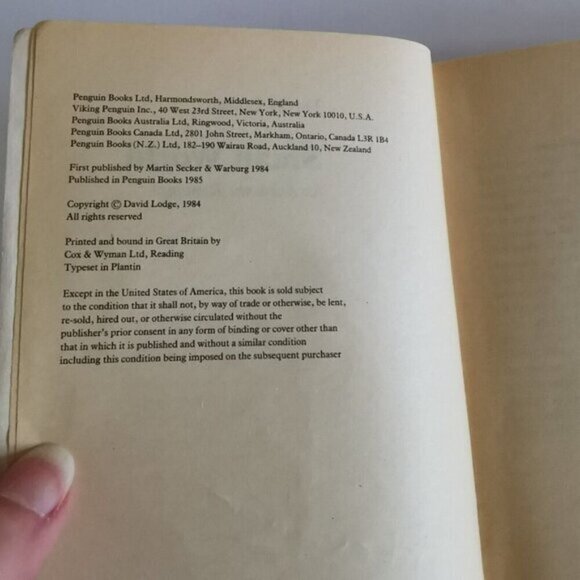 Penguin Books Ltd, Harmondsworth, Middlesex, England
Viking Penguin Inc., 40 West 23rd Street, New York, New York 10010, U.S.A.
Penguin Books Australia Ltd, Ringwood, Victoria, Australia
Penguin Books Canada Ltd, 2801 John Street, Markham, Ontario, Canada L3R 1B4
Penguin Books (N.Z.) Ltd, 182–190 Wairau Road, Auckland 10, New Zealand
First published by Martin Secker & Warburg 1984
Published in Penguin Books 1985
Copyright © David Lodge, 1984
All rights reserved
Printed and bound in Great Britain by
Cox & Wyman Ltd, Reading
Typeset in Plantin
Except in the United States of America, this book is sold subject
to the condition that it shall not, by way of trade or otherwise, be lent,
re-sold, hired out, or otherwise circulated without the
publisher's prior consent in any form of binding or cover other than
that in which it is published and without a similar condition
including this condition being imposed on the subsequent purchaser